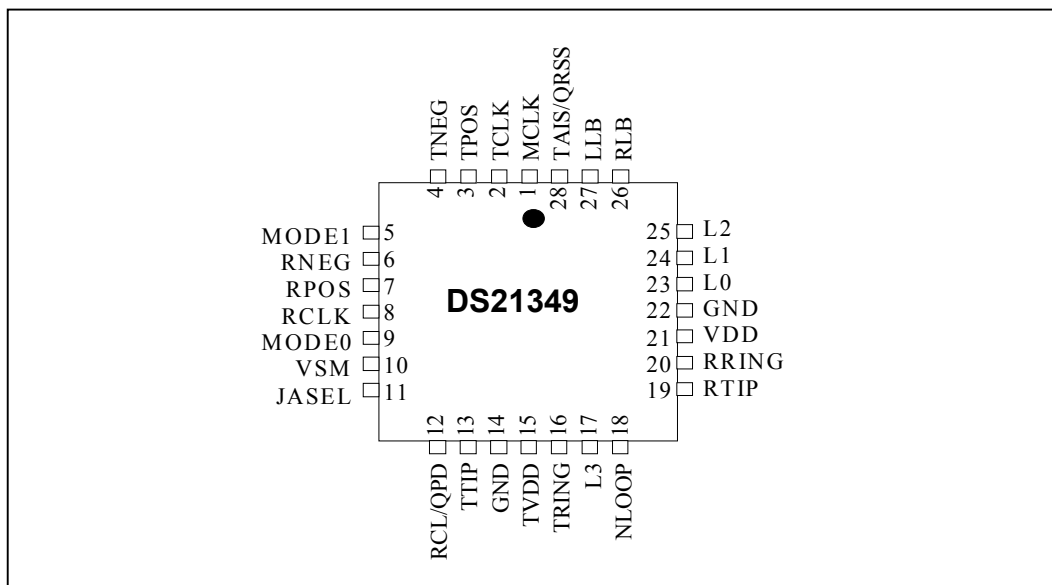 TNEG
TPOS
TCLK
MCLK
TAIS/QRSS
LLB
RLB
4
3
2
1
28
27
26
MODE1 5
RNEG 6
RPOS 7
RCLK 8
MODE0 9
VSM 10
JASEL 11
DS21349
25 L2
24 L1
23 L0
22 GND
21 VDD
20 RRING
19 RTIP
12
13
14
15
16
17
18
RCL/QPD
TTIP
GND
TVDD
TRING
L3
NLOOP